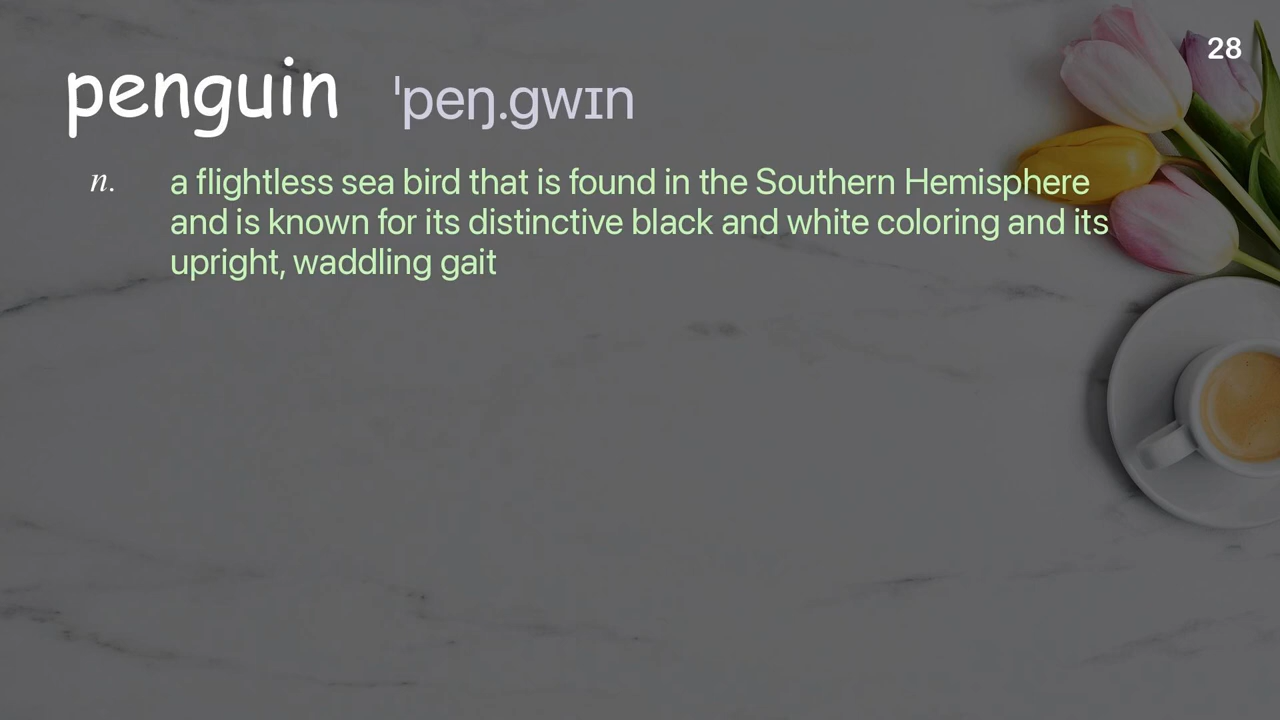 28
penguin ˈpeŋ.gwɪn
n. a flightless sea bird that is found in the Southern Hemisphere
and is known for its distinctive black and white coloring and its
upright, waddling gait